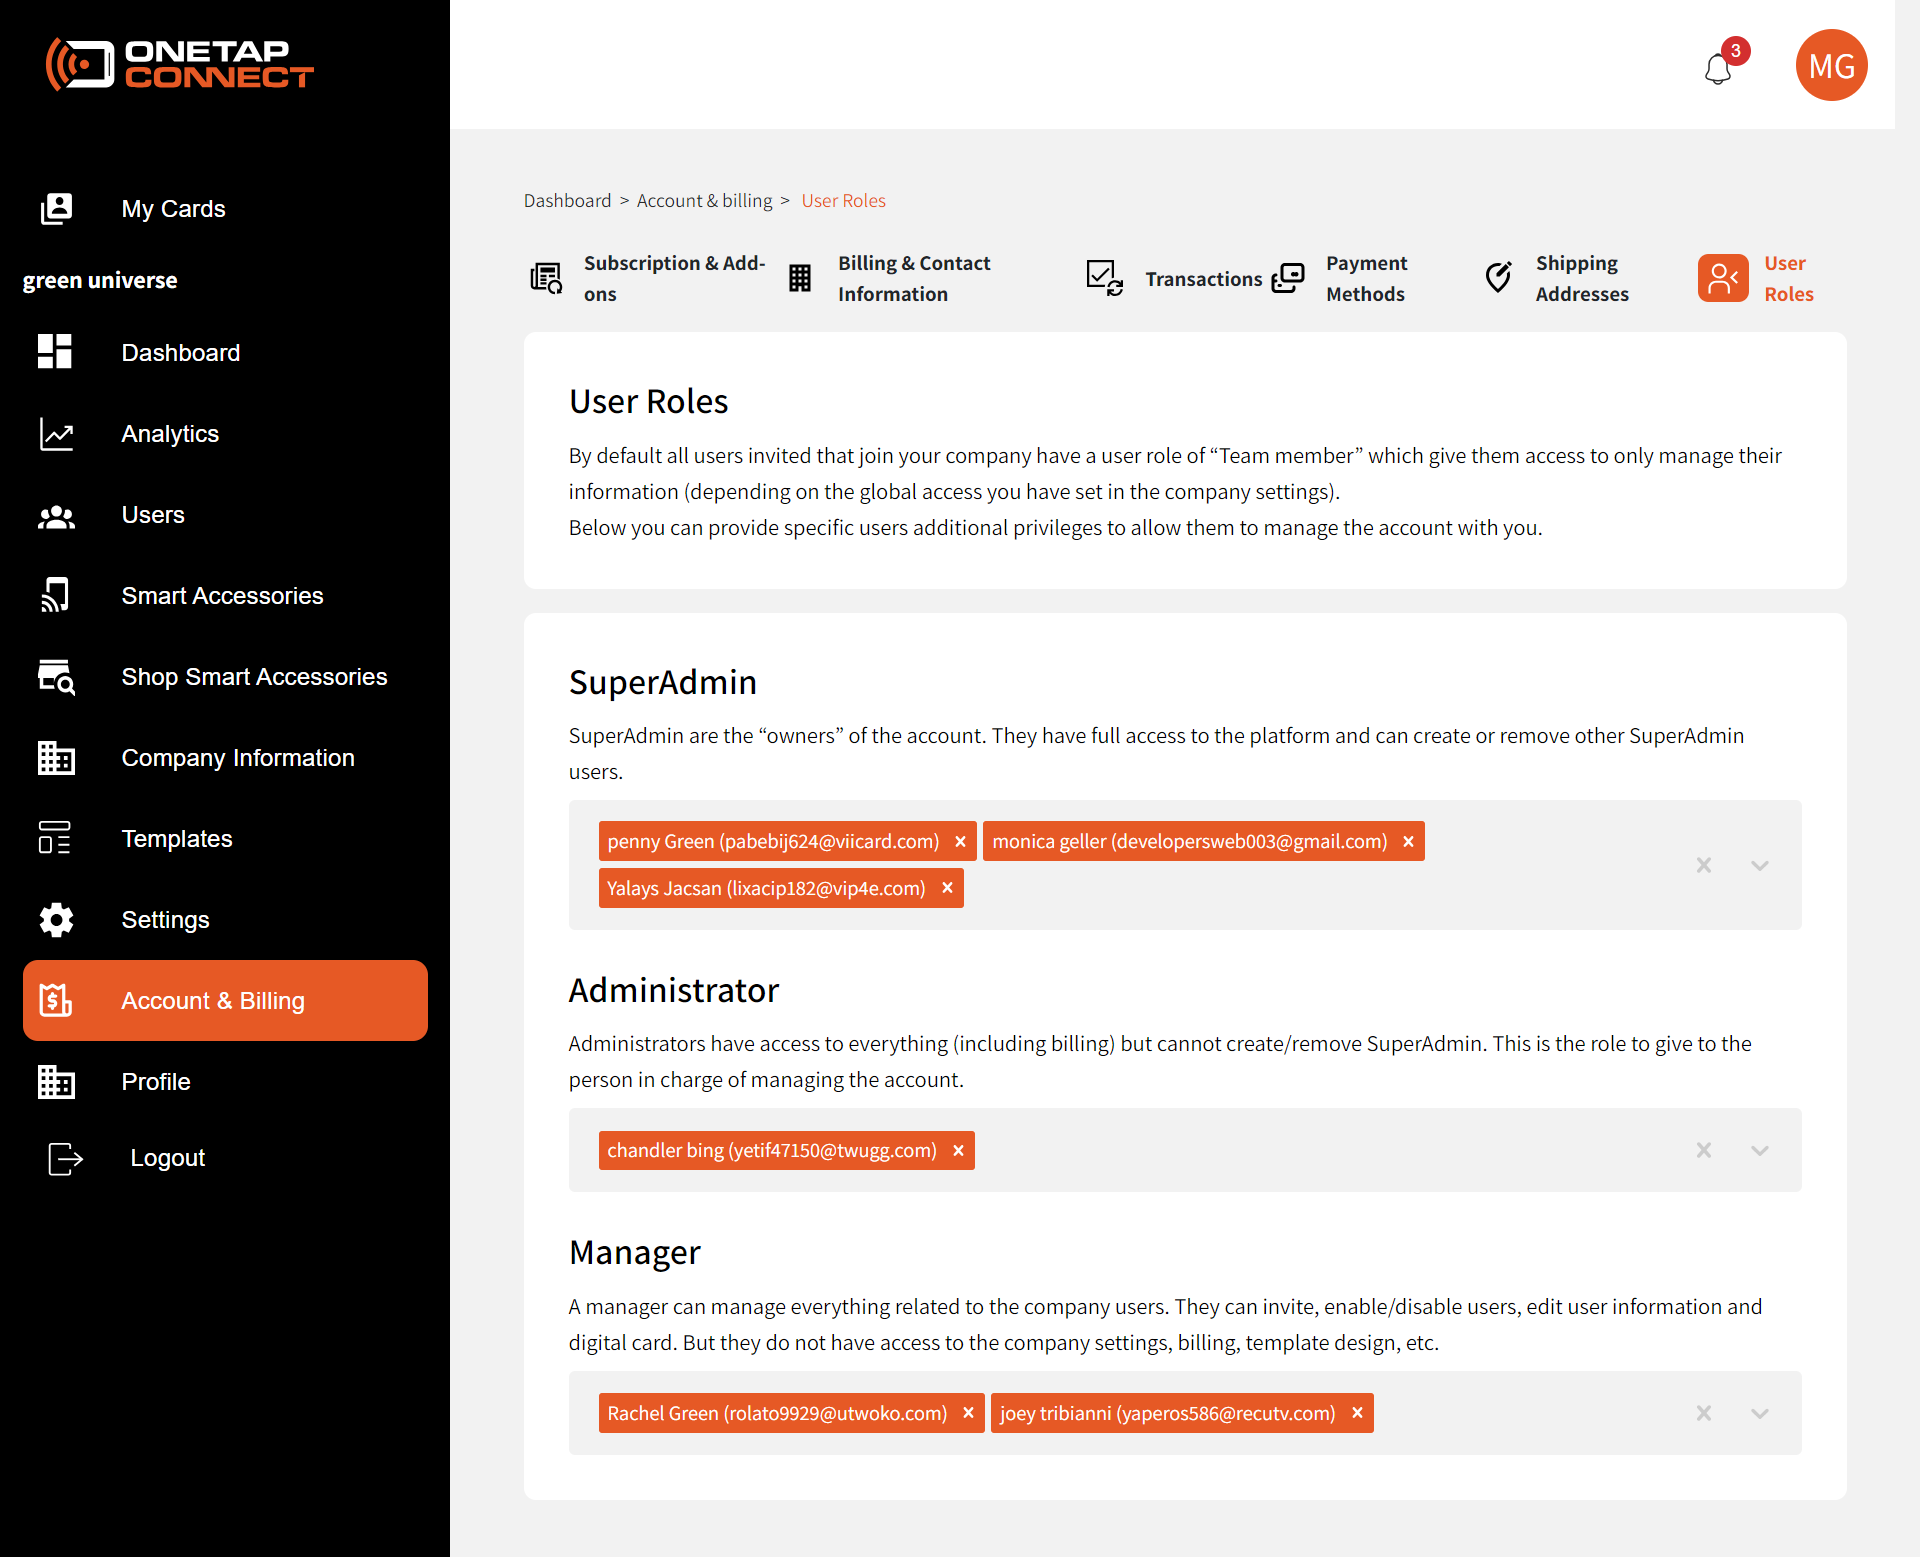 ONETAP
CONNECT
3
MG
My Cards
green universe
Dashboard
Analytics
Users
Smart Accessories
Shop Smart Accessories
Company Information
Templates
Settings
Account & Billing
Profile
Logout
Dashboard > Account & billing > User Roles
Subscription & Add-
ons
Billing & Contact
Information
Transactions
Payment
Methods
Shipping
Addresses
User
Roles
User Roles
By default all users invited that join your company have a user role of “Team member” which give them access to only manage their
information (depending on the global access you have set in the company settings).
Below you can provide specific users additional privileges to allow them to manage the account with you.
SuperAdmin
SuperAdmin are the “owners” of the account. They have full access to the platform and can create or remove other SuperAdmin
users.
penny Green (pabebij624@viicard.com) × monica geller (developersweb003@gmail.com) ×
Yalays Jacsan (lixacip182@vip4e.com) ×
Administrator
Administrators have access to everything (including billing) but cannot create/remove SuperAdmin. This is the role to give to the
person in charge of managing the account.
chandler bing (yetif47150@twugg.com) ×
Manager
A manager can manage everything related to the company users. They can invite, enable/disable users, edit user information and
digital card. But they do not have access to the company settings, billing, template design, etc.
Rachel Green (rolato9929@utwoko.com) × joey tribianni (yaperos586@recutv.com) ×